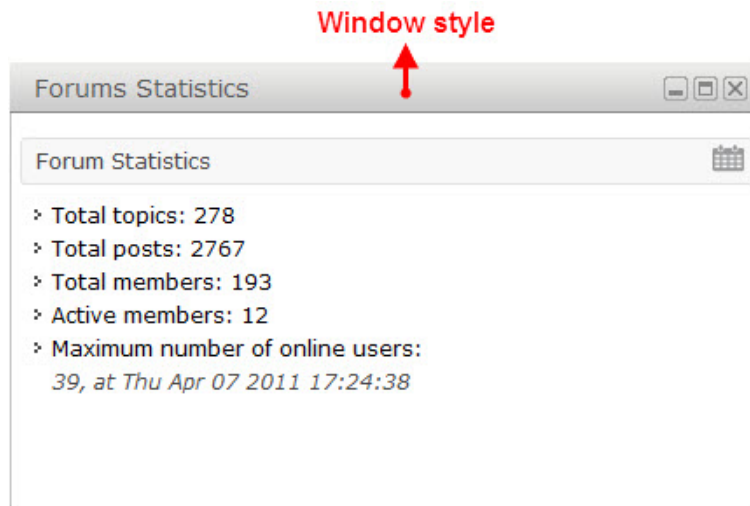 Window style
Forums Statistics
Forum Statistics
Total topics: 278
Total posts: 2767
Total members: 193
Active members: 12
Maximum number of online users:
39, at Thu Apr 07 2011 17:24:38